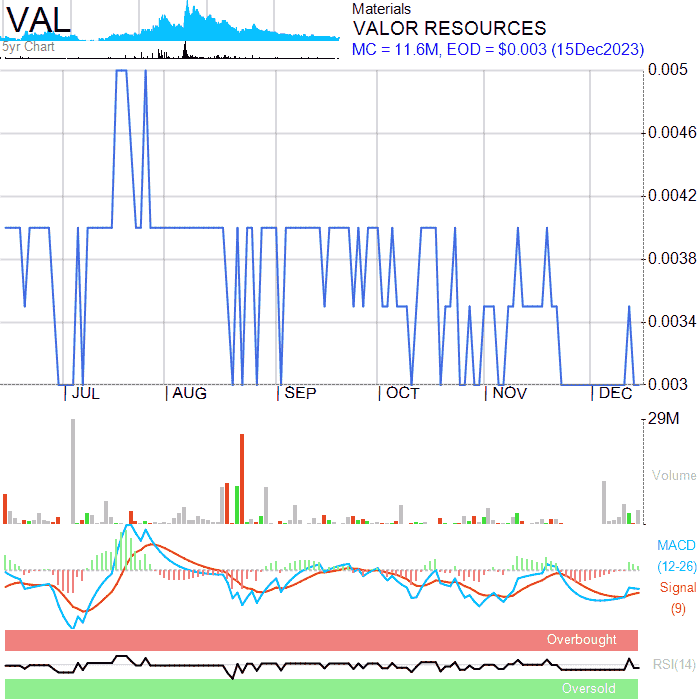 VAL
5yr Chart
Materials
VALOR RESOURCES
MC = 11.6M, EOD = $0.003 (15Dec2023)
0.005
0.0046
0.0042
0.0038
0.0034
0.003
JUL
AUG
SEP
OCT
NOV
DEC
29M
Volume
MACD
(12-26)
Signal
(9)
Overbought
RSI(14)
Oversold